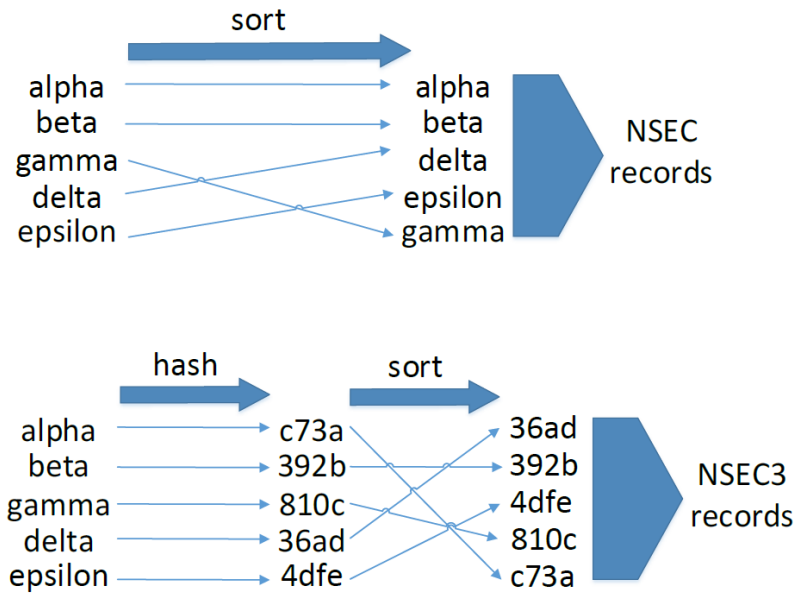 sort
alpha alpha
beta beta NSEC
gamma delta records
delta epsilon
epsilon gamma
hash sort
alpha c73a 36ad
beta 392b 392b NSEC3
gamma 810c 4dfe records
delta 36ad 810c
epsilon 4dfe c73a